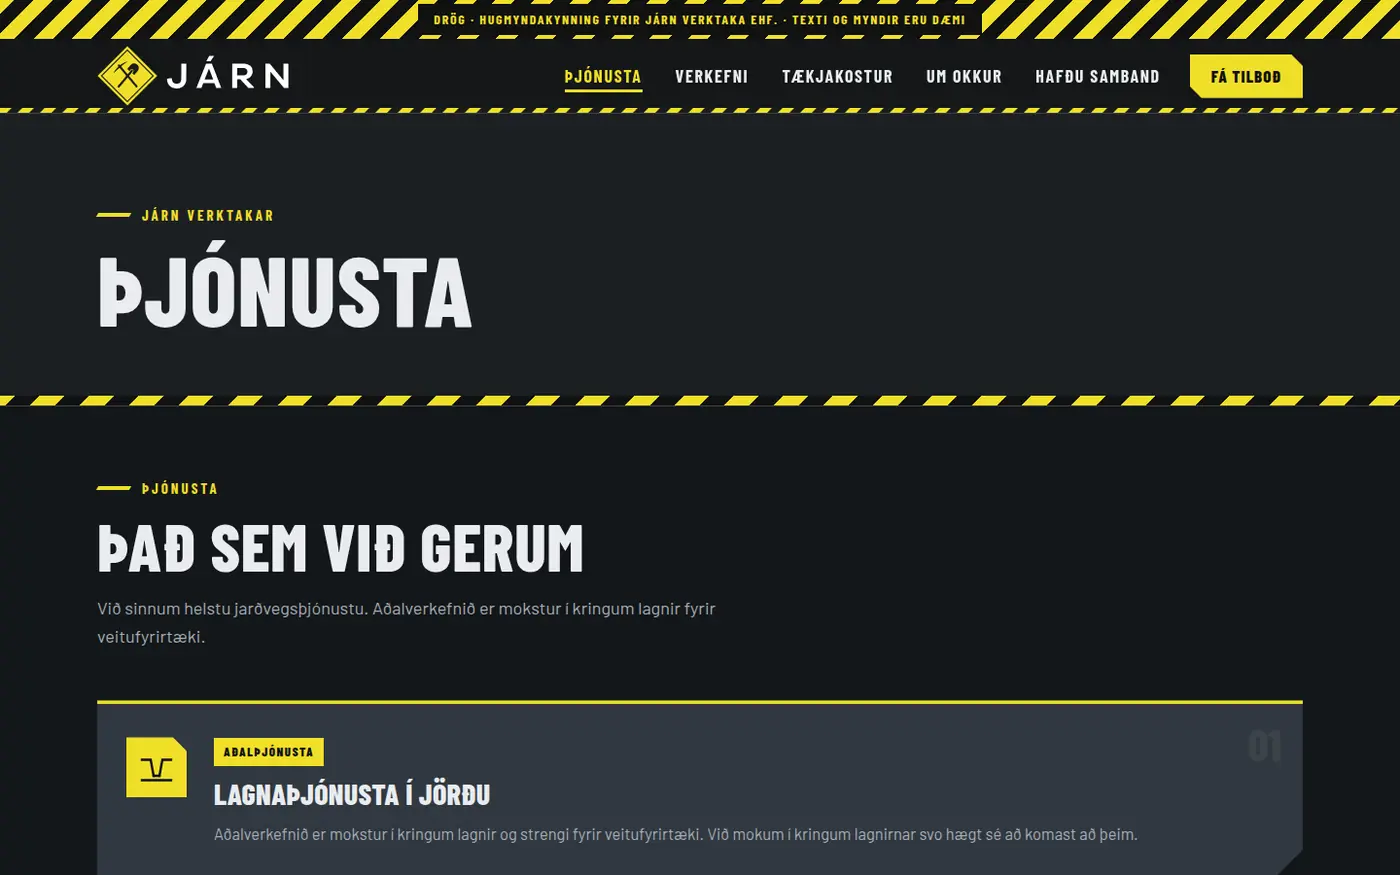 DRÖG · HUGMYNDAKYNNING FYRIR JÁRN VERKTAKA EHF. · TEXTI OG MYNDIR ERU DÆMI
JÁRN
ÞJÓNUSTA VERKEFNI TÆKJAKOSTUR UM OKKUR HAFÐU SAMBAND FÁ TILBOÐ
JÁRN VERKTAKAR
ÞJÓNUSTA
ÞJÓNUSTA
ÞAÐ SEM VIÐ GERUM
Við sinnum helstu jarðvegsþjónustu. Aðalverkefnið er mokstur í kringum lagnir fyrir
veitufyrirtæki.
01
AÐALÞJÓNUSTA
LAGNAÞJÓNUSTA Í JÖRÐU
Aðalverkefnið er mokstur í kringum lagnir og strengi fyrir veitufyrirtæki. Við mokum í kringum lagnirnar svo hægt sé að komast að þeim.